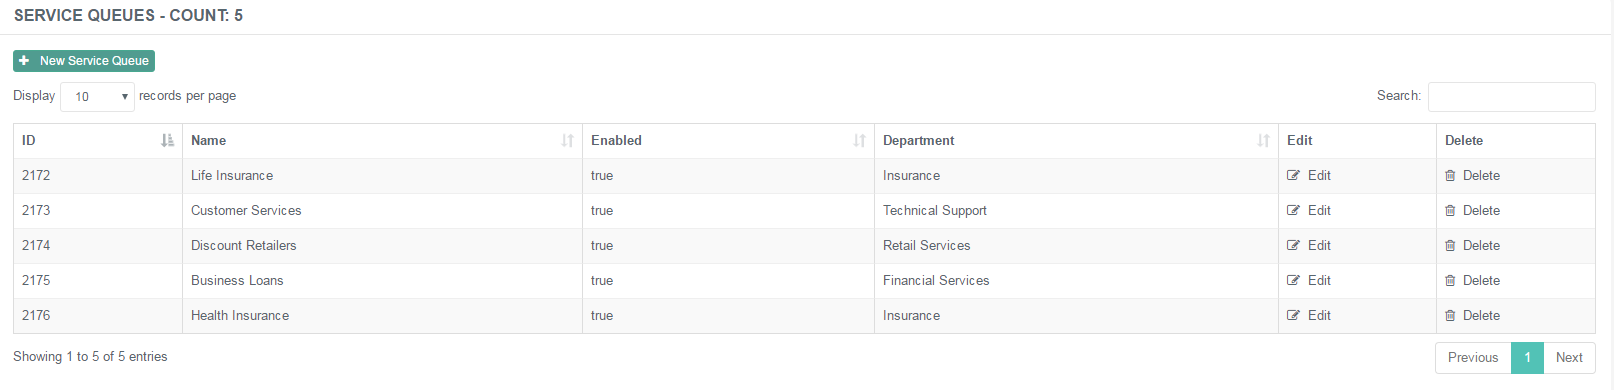 SERVICE QUEUES - COUNT: 5
New Service Queue
Display 10 records per page Search:
ID Name Enabled Department Edit Delete
2172 Life Insurance true Insurance Edit Delete
2173 Customer Services true Technical Support Edit Delete
2174 Discount Retailers true Retail Services Edit Delete
2175 Business Loans true Financial Services Edit Delete
2176 Health Insurance true Insurance Edit Delete
Showing 1 to 5 of 5 entries Previous 1 Next